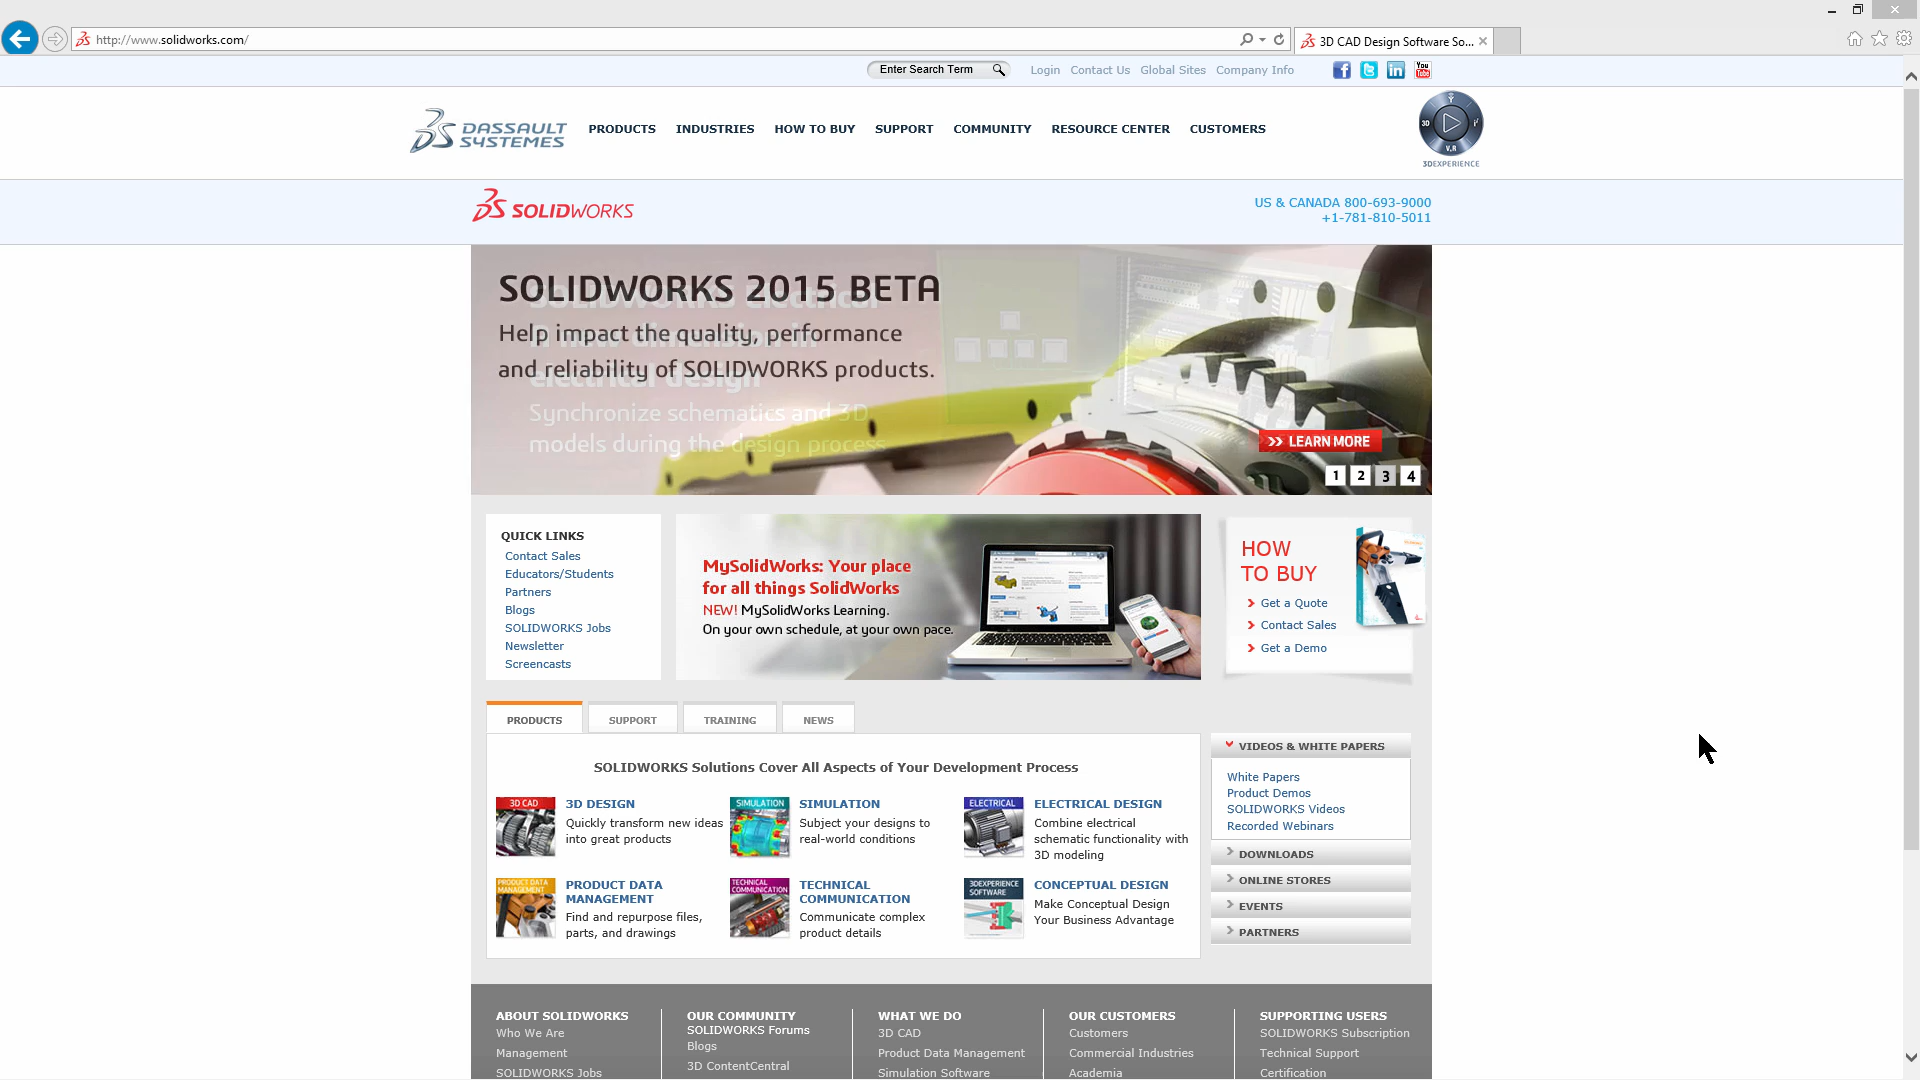 http://www.solidworks.com/
3D CAD Design Software So...
Enter Search Term
Login Contact Us Global Sites Company Info
You Tube
DASSAULT SYSTEMES
PRODUCTS INDUSTRIES HOW TO BUY SUPPORT COMMUNITY RESOURCE CENTER CUSTOMERS
3D V,R
3DEXPERIENCE
SOLIDWORKS
US & CANADA 800-693-9000
+1-781-810-5011
SOLIDWORKS 2015 BETA
Help impact the quality, performance
and reliability of SOLIDWORKS products.
SOLIDWORKS electrical
electrical design
Synchronize schematics and 3D
models during the design process
LEARN MORE
1 2 3 4
QUICK LINKS
Contact Sales
Educators/Students
Partners
Blogs
SOLIDWORKS Jobs
Newsletter
Screencasts
MySolidWorks: Your place
for all things SolidWorks
NEW! MySolidWorks Learning.
On your own schedule, at your own pace.
HOW
TO BUY
Get a Quote
Contact Sales
Get a Demo
PRODUCTS SUPPORT TRAINING NEWS
SOLIDWORKS Solutions Cover All Aspects of Your Development Process
3D CAD
3D DESIGN
Quickly transform new ideas
into great products
SIMULATION
SIMULATION
Subject your designs to
real-world conditions
ELECTRICAL
ELECTRICAL DESIGN
Combine electrical
schematic functionality with
3D modeling
PRODUCT DATA
MANAGEMENT
PRODUCT DATA
MANAGEMENT
Find and repurpose files,
parts, and drawings
TECHNICAL
COMMUNICATION
TECHNICAL
COMMUNICATION
Communicate complex
product details
3DEXPERIENCE
SOFTWARE
CONCEPTUAL DESIGN
Make Conceptual Design
Your Business Advantage
VIDEOS & WHITE PAPERS
White Papers
Product Demos
SOLIDWORKS Videos
Recorded Webinars
DOWNLOADS
ONLINE STORES
EVENTS
PARTNERS
ABOUT SOLIDWORKS
Who We Are
Management
SOLIDWORKS Jobs
OUR COMMUNITY
SOLIDWORKS Forums
Blogs
3D ContentCentral
WHAT WE DO
3D CAD
Product Data Management
Simulation Software
OUR CUSTOMERS
Customers
Commercial Industries
Academia
SUPPORTING USERS
SOLIDWORKS Subscription
Technical Support
Certification